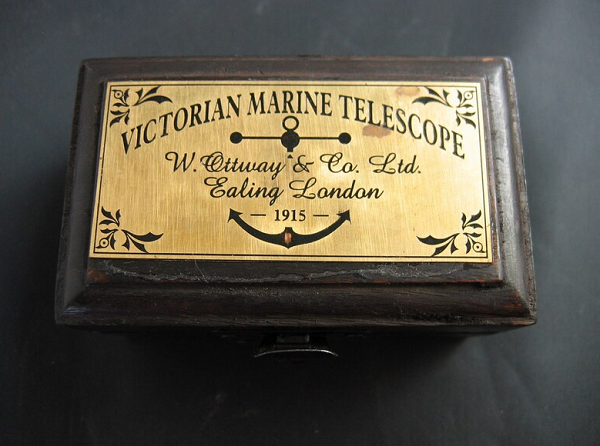 VICTORIAN MARINE TELESCOPE
W. Ottway & Co. Ltd.
Ealing London
— 1915 —